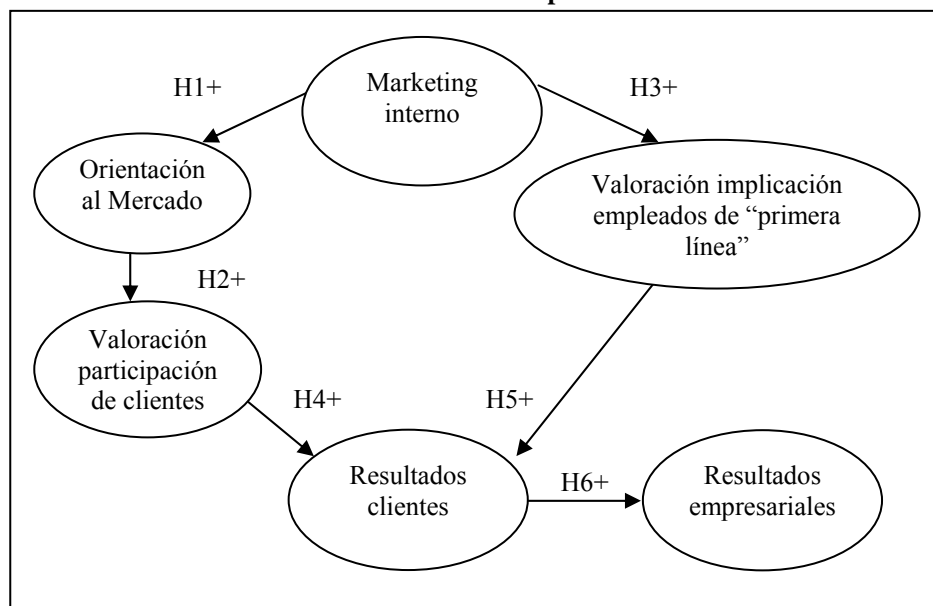 Marketing
interno
H1+
H3+
Orientación
al Mercado
Valoración implicación
empleados de “primera
línea”
H2+
Valoración
participación
de clientes
H4+
H5+
Resultados
clientes
H6+
Resultados
empresariales